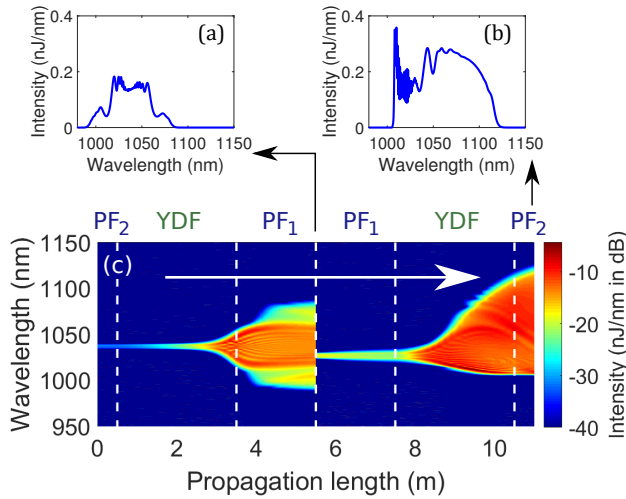 (a)
Intensity (nJ/nm)
0.4
0.2
0
1000 1050 1100 1150
Wavelength (nm)
(b)
Intensity (nJ/nm)
0.4
0.2
0
1000 1050 1100 1150
Wavelength (nm)
PF₂ YDF PF₁ PF₁ YDF PF₂
(c)
Wavelength (nm)
1150
1100
1050
1000
950
0 2 4 6 8 10
Propagation length (m)
-10
-20
-30
-40
Intensity (nJ/nm in dB)